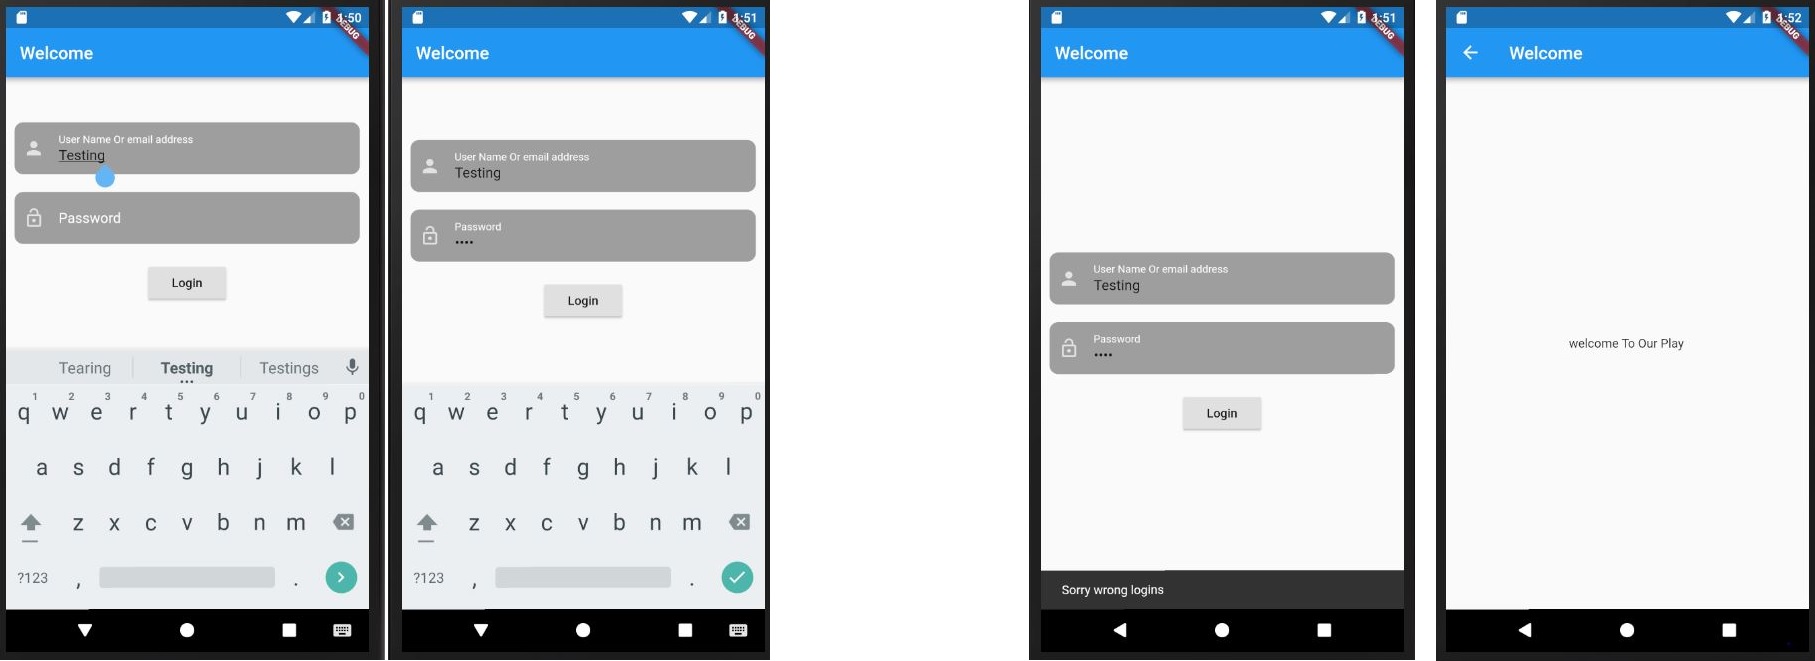 1:50
DEBUG
Welcome
User Name Or email address
Testing
Password
Login
Tearing Testing Testings
1 2 3 4 5 6 7 8 9 0
q w e r t y u i o p
a s d f g h j k l
z x c v b n m
?123 , .
1:51
DEBUG
Welcome
User Name Or email address
Testing
Password
••••
Login
1 2 3 4 5 6 7 8 9 0
q w e r t y u i o p
a s d f g h j k l
z x c v b n m
?123 , .
1:51
DEBUG
Welcome
User Name Or email address
Testing
Password
••••
Login
Sorry wrong logins
1:52
DEBUG
Welcome
welcome To Our Play